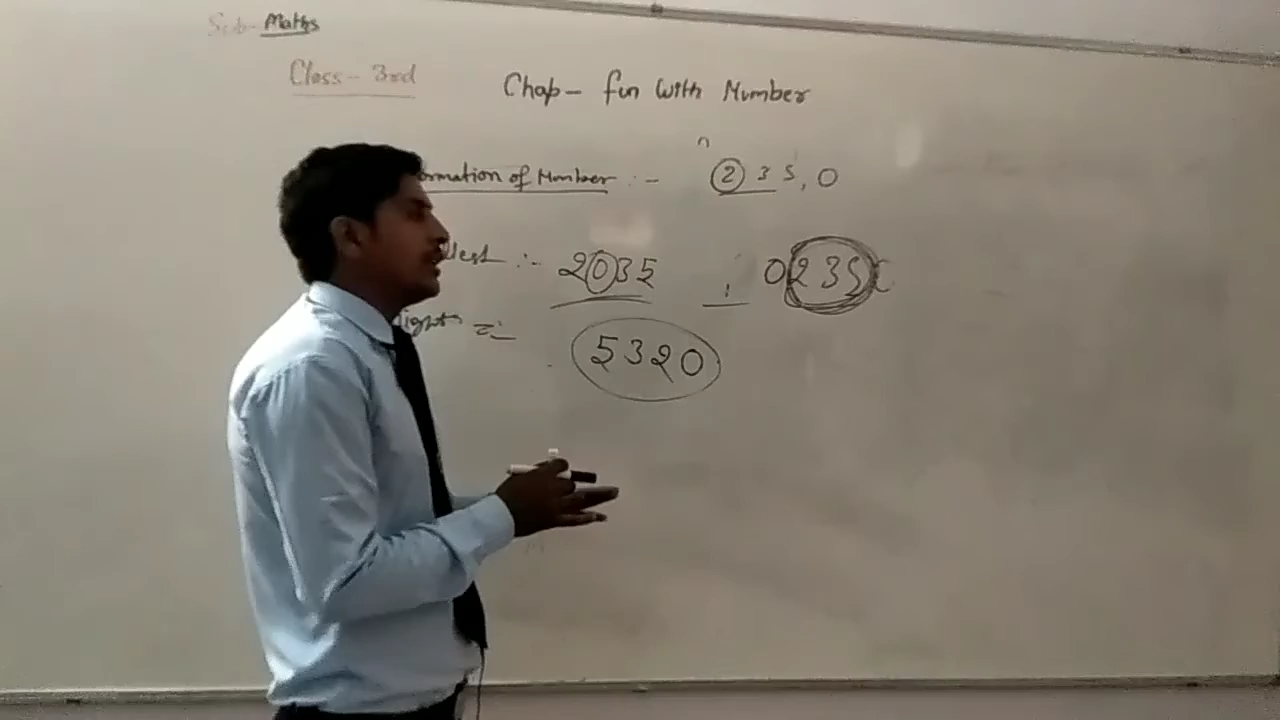 Sub- Maths
Class- 3rd
Chap- fun With Number
ormation of Number :- 2 3 5, 0
llest :- 2035 0235
ight 5320